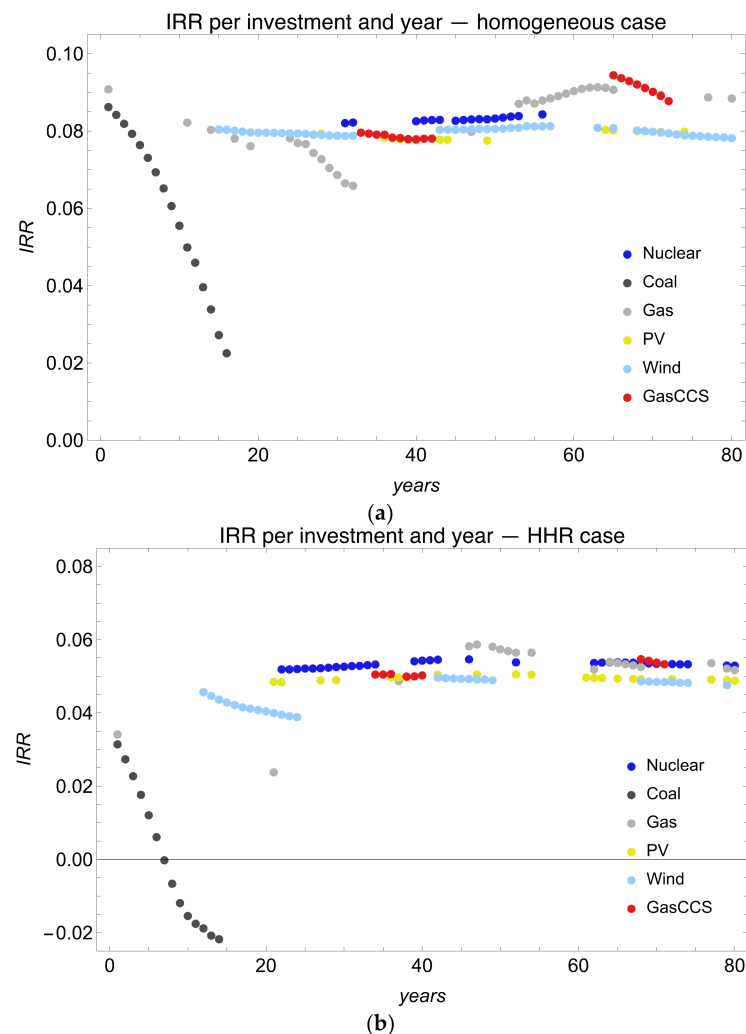 IRR per investment and year — homogeneous case
0.10
0.08
0.06
0.04
0.02
0.00
IRR
Nuclear
Coal
Gas
PV
Wind
GasCCS
0 20 40 60 80
years
(a)
IRR per investment and year — HHR case
0.08
0.06
0.04
0.02
0.00
−0.02
IRR
Nuclear
Coal
Gas
PV
Wind
GasCCS
0 20 40 60 80
years
(b)